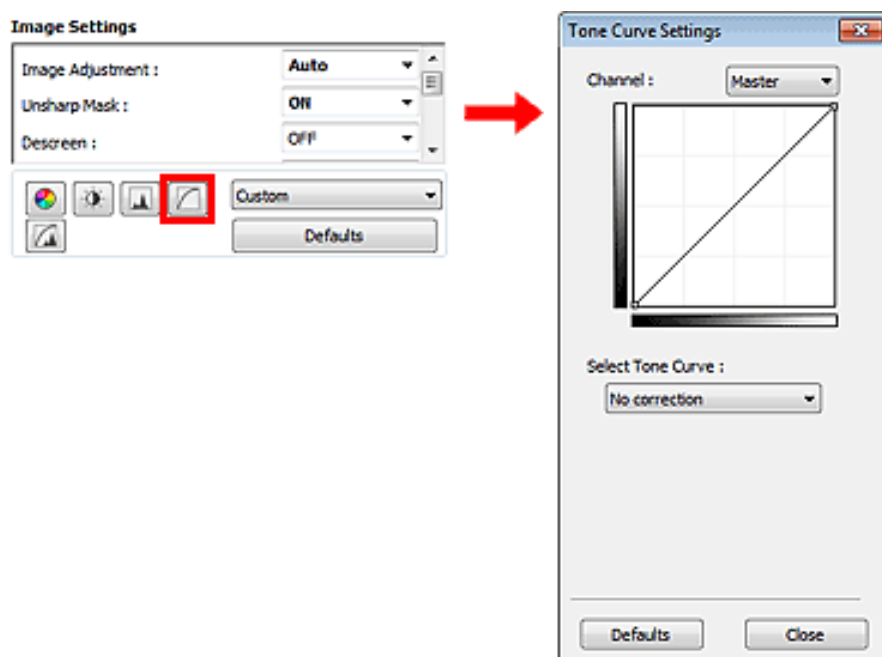 Image Settings
Image Adjustment : Auto
Unsharp Mask : ON
Descreen : OFF
Custom
Defaults
Tone Curve Settings
Channel : Master
Select Tone Curve :
No correction
Defaults Close